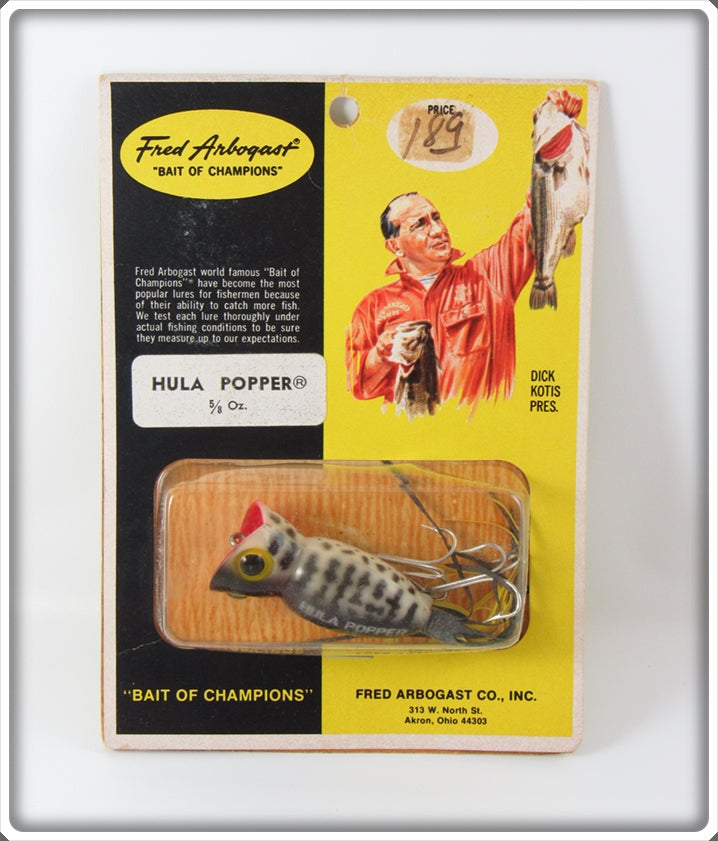 Fred Arbogast®
"BAIT OF CHAMPIONS"
PRICE
189
Fred Arbogast world famous "Bait of
Champions"® have become the most
popular lures for fishermen because
of their ability to catch more fish.
We test each lure thoroughly under
actual fishing conditions to be sure
they measure up to our expectations.
HULA POPPER®
5/8 Oz.
DICK
KOTIS
PRES.
HULA POPPER
"BAIT OF CHAMPIONS"
FRED ARBOGAST CO., INC.
313 W. North St.
Akron, Ohio 44303